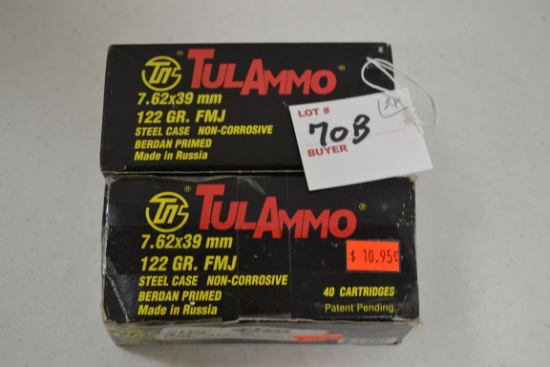 TulAmmo®
7.62x39 mm
122 GR. FMJ
STEEL CASE NON-CORROSIVE
BERDAN PRIMED
Made in Russia
LOT #
70B
BUYER
TulAmmo®
7.62x39 mm
122 GR. FMJ
STEEL CASE NON-CORROSIVE
BERDAN PRIMED
Made in Russia
$ 10.95
40 CARTRIDGES
Patent Pending